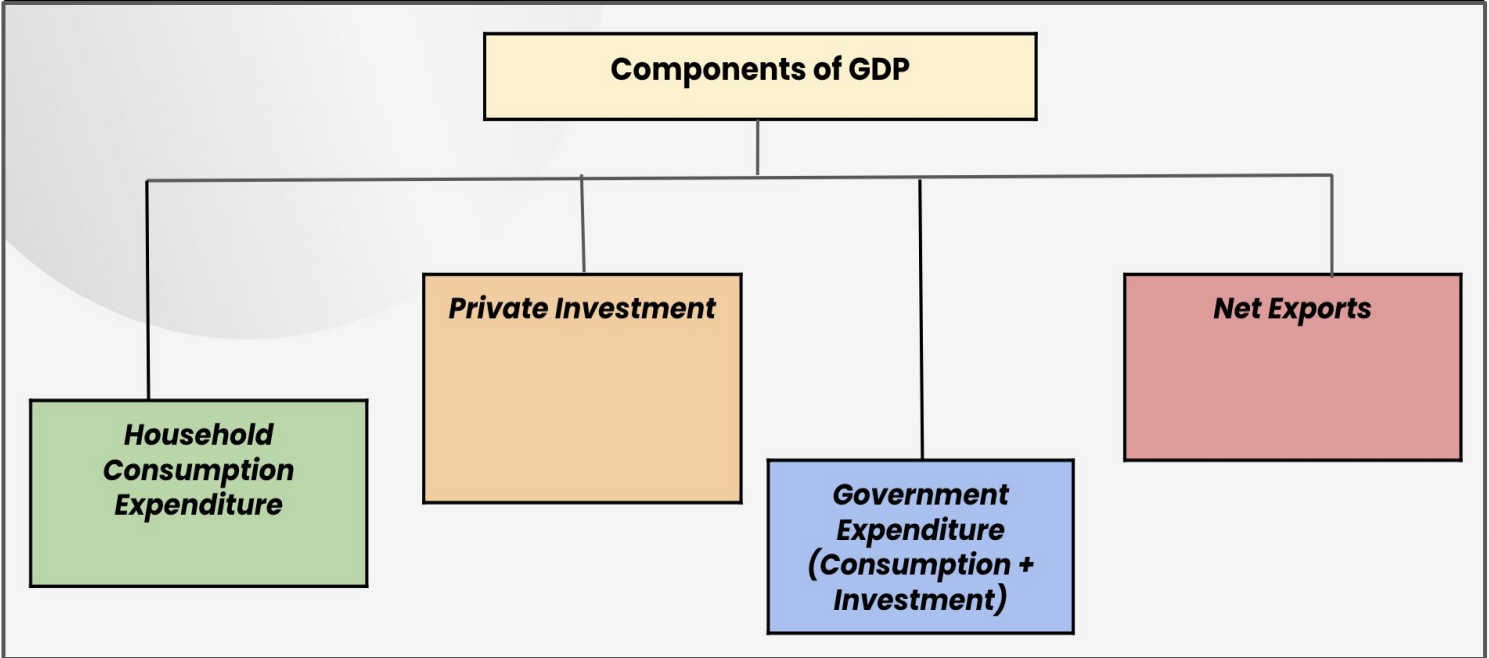 Components of GDP
Private Investment
Net Exports
Household
Consumption
Expenditure
Government
Expenditure
(Consumption +
Investment)